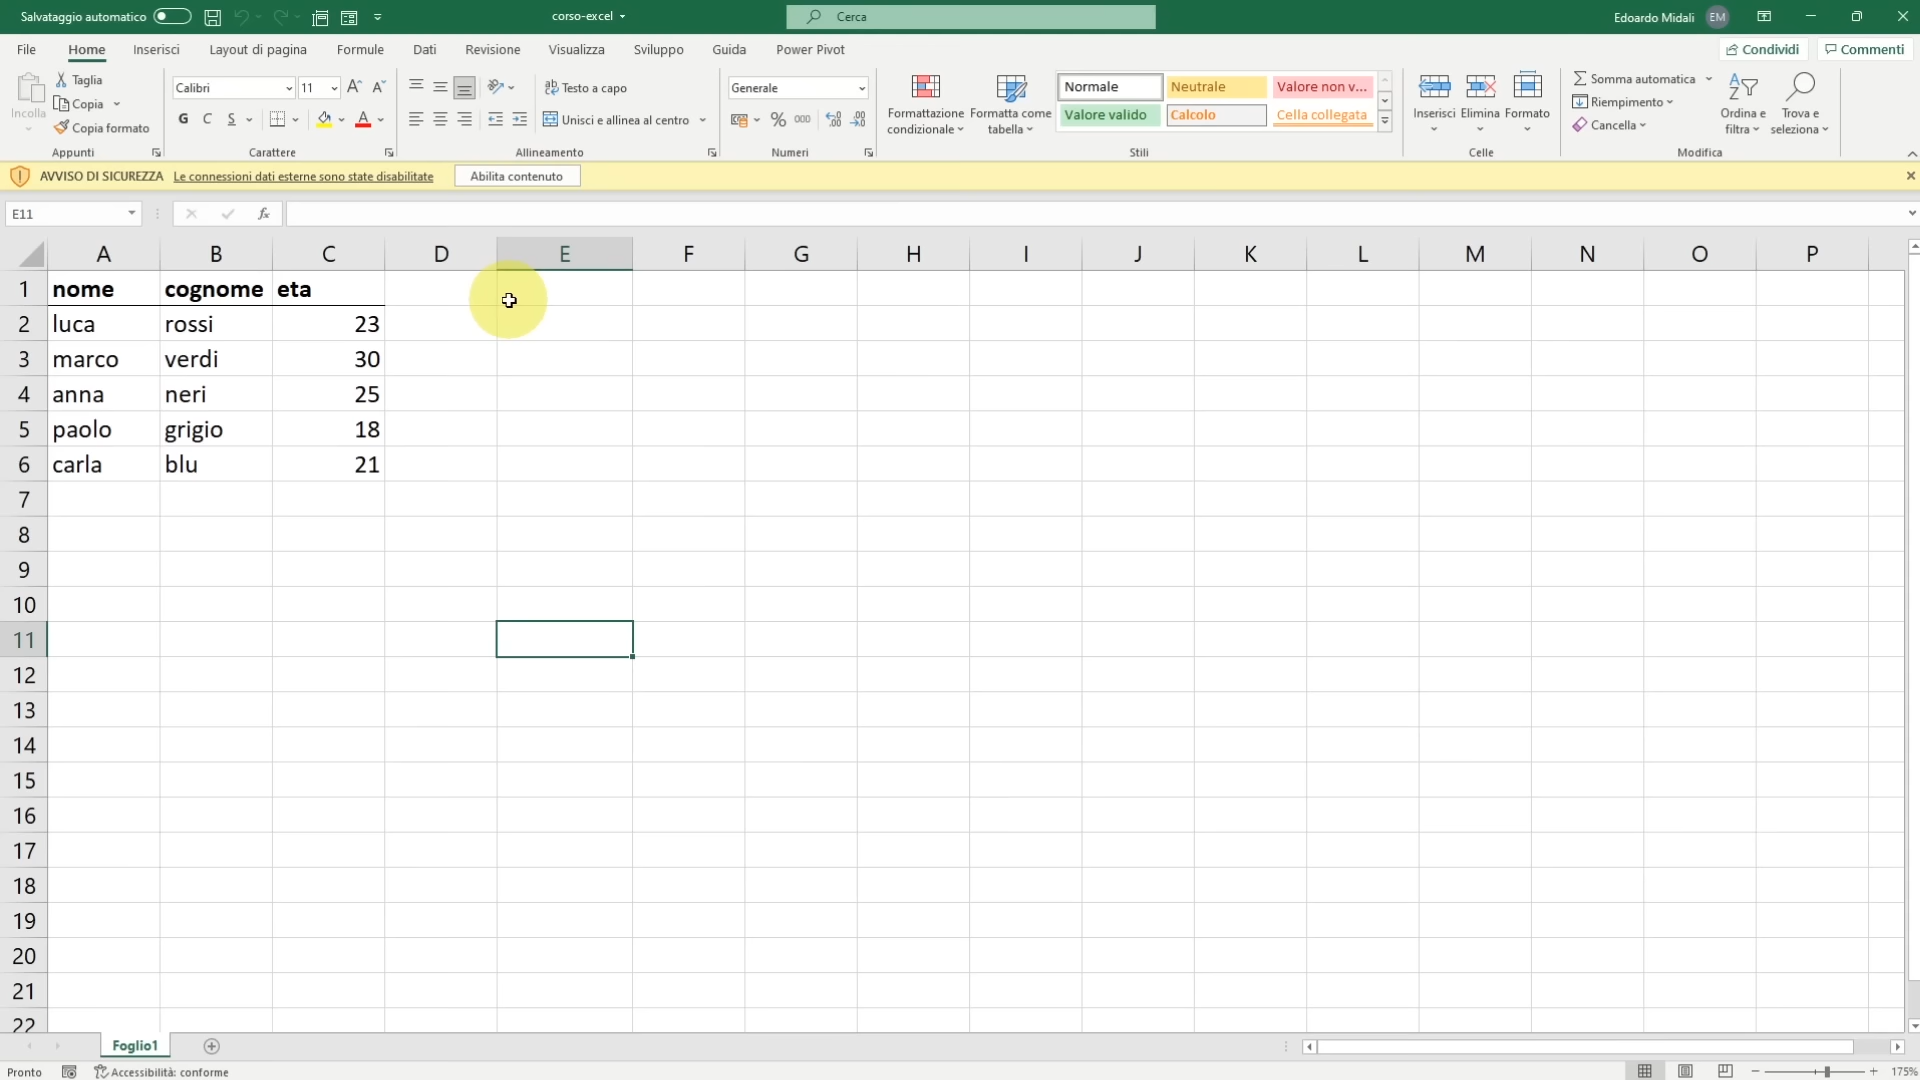 Salvataggio automatico corso-excel Cerca Edoardo Midali EM
File Home Inserisci Layout di pagina Formule Dati Revisione Visualizza Sviluppo Guida Power Pivot Condividi Commenti
Incolla Taglia Copia Copia formato Appunti
Calibri 11 G C S Carattere
Testo a capo Unisci e allinea al centro Allineamento
Generale % 000 Numeri
Formattazione condizionale Formatta come tabella
Normale Neutrale Valore non v...
Valore valido Calcolo Cella collegata
Stili
Inserisci Elimina Formato Celle
Somma automatica Riempimento Cancella Ordina e filtra Trova e seleziona Modifica
AVVISO DI SICUREZZA Le connessioni dati esterne sono state disabilitate Abilita contenuto
E11 fx
A B C D E F G H I J K L M N O P
1 nome cognome eta
2 luca rossi 23
3 marco verdi 30
4 anna neri 25
5 paolo grigio 18
6 carla blu 21
7
8
9
10
11
12
13
14
15
16
17
18
19
20
21
22
Foglio1
Pronto Accessibilità: conforme 175%